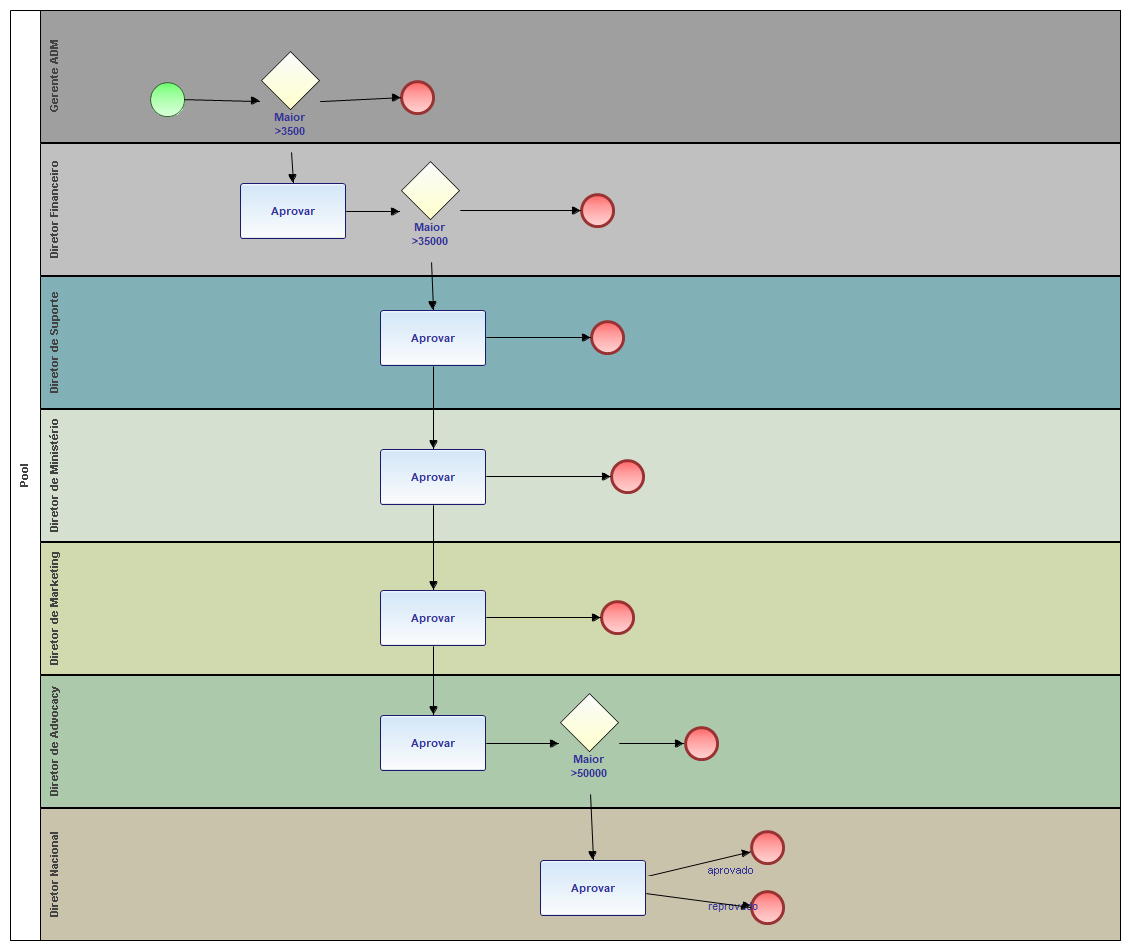 Pool
Gerente ADM
Maior
>3500
Diretor Financeiro
Aprovar
Maior
>35000
Diretor de Suporte
Aprovar
Diretor de Ministério
Aprovar
Diretor de Marketing
Aprovar
Diretor de Advocacy
Aprovar
Maior
>50000
Diretor Nacional
Aprovar
aprovado
reprovado